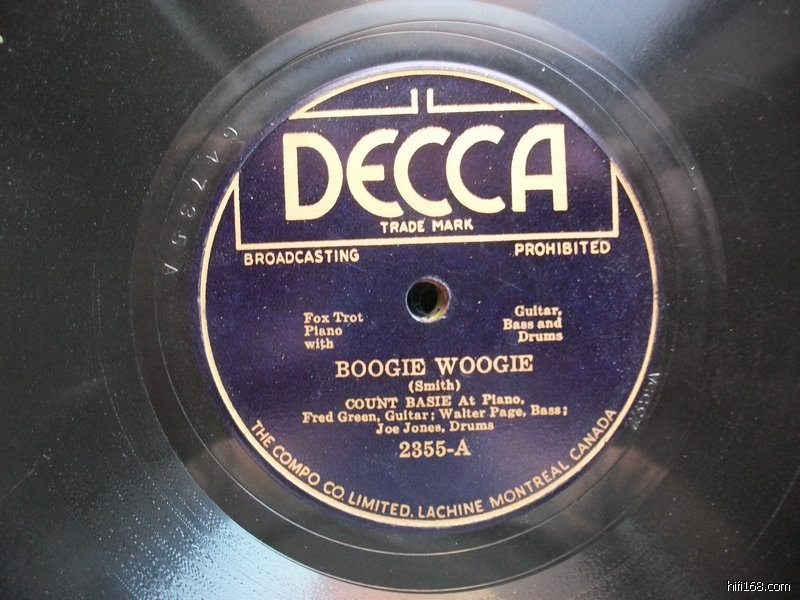 DECCA
TRADE MARK
BROADCASTING PROHIBITED
Fox Trot
Piano
with
Guitar,
Bass and
Drums
BOOGIE WOOGIE
(Smith)
COUNT BASIE At Piano,
Fred Green, Guitar; Walter Page, Bass;
Joe Jones, Drums
2355-A
THE COMPO CO. LIMITED, LACHINE MONTREAL CANADA
hifi168.com